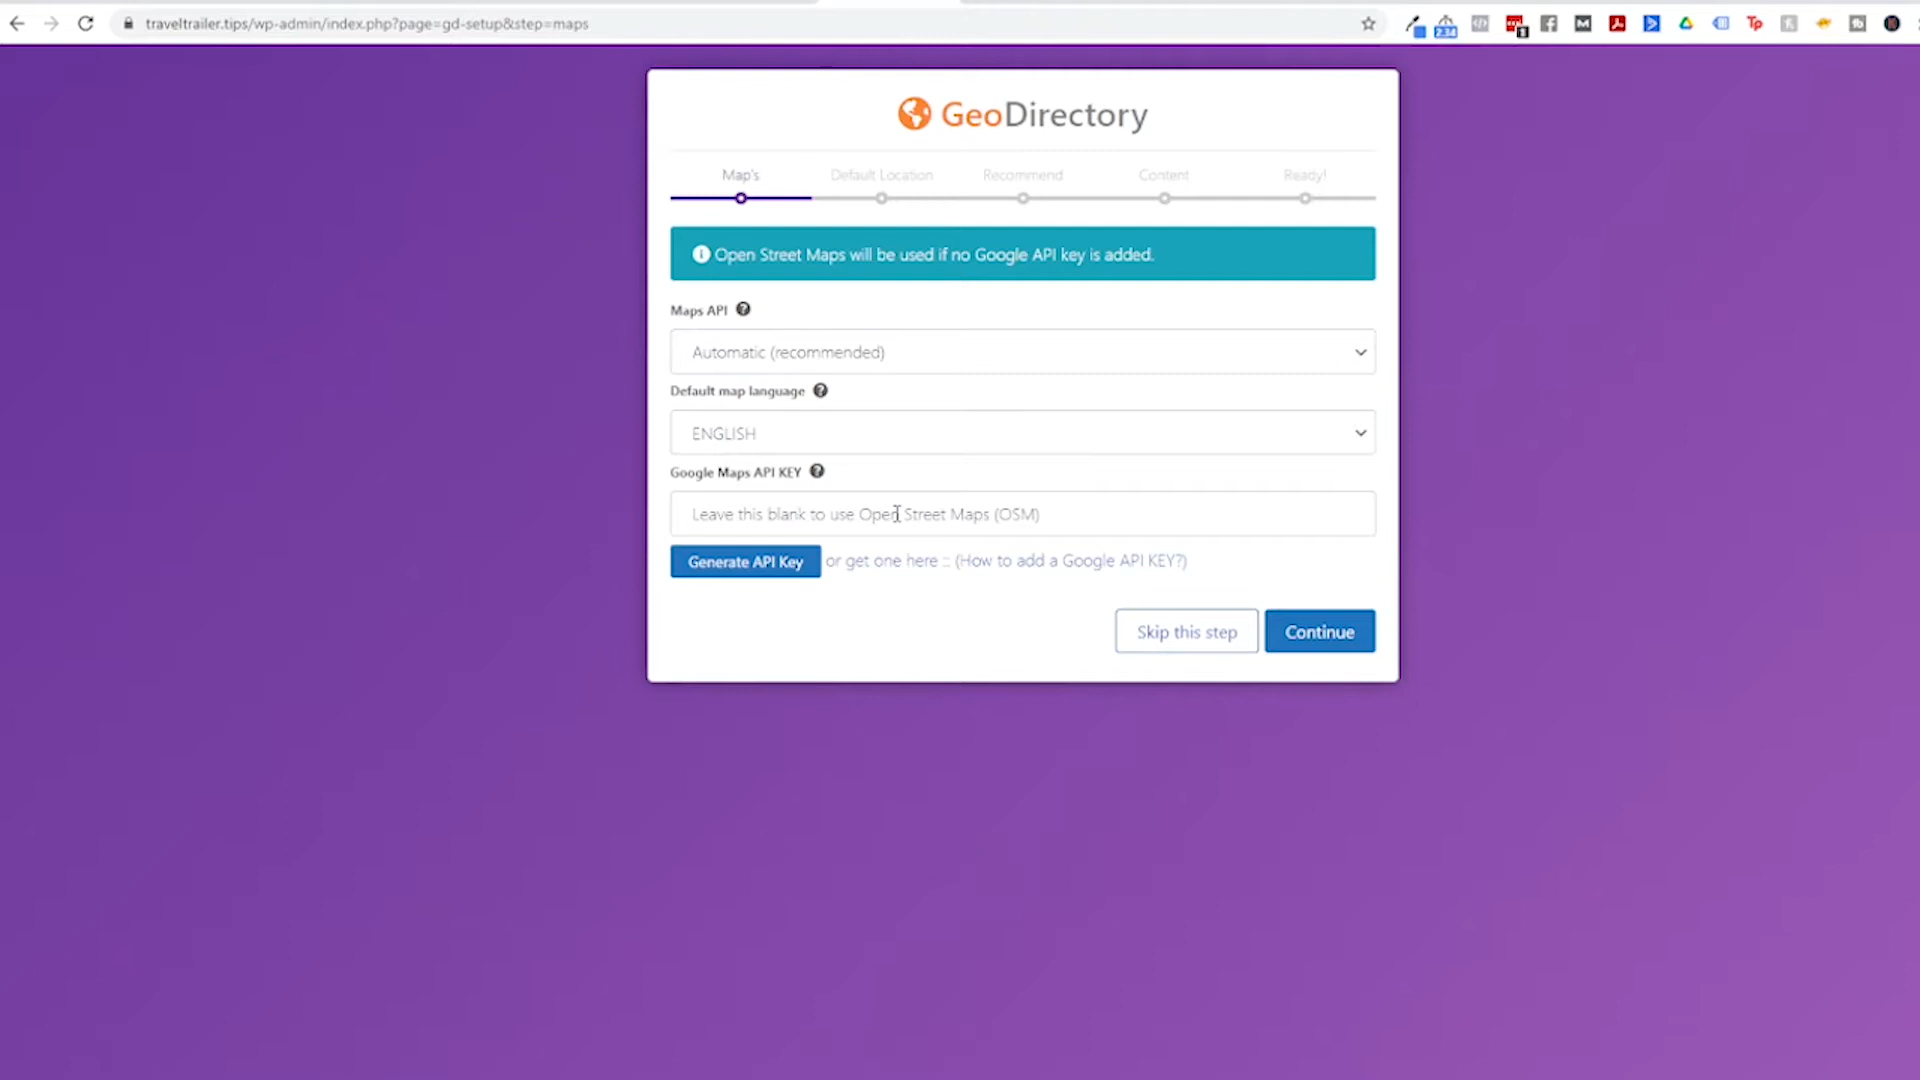 traveltrailer.tips/wp-admin/index.php?page=gd-setup&step=maps
2.34
GeoDirectory
Map's Default Location Recommend Content Ready!
Open Street Maps will be used if no Google API key is added.
Maps API
Automatic (recommended)
Default map language
ENGLISH
Google Maps API KEY
Leave this blank to use Open Street Maps (OSM)
Generate API Key or get one here :: (How to add a Google API KEY?)
Skip this step Continue